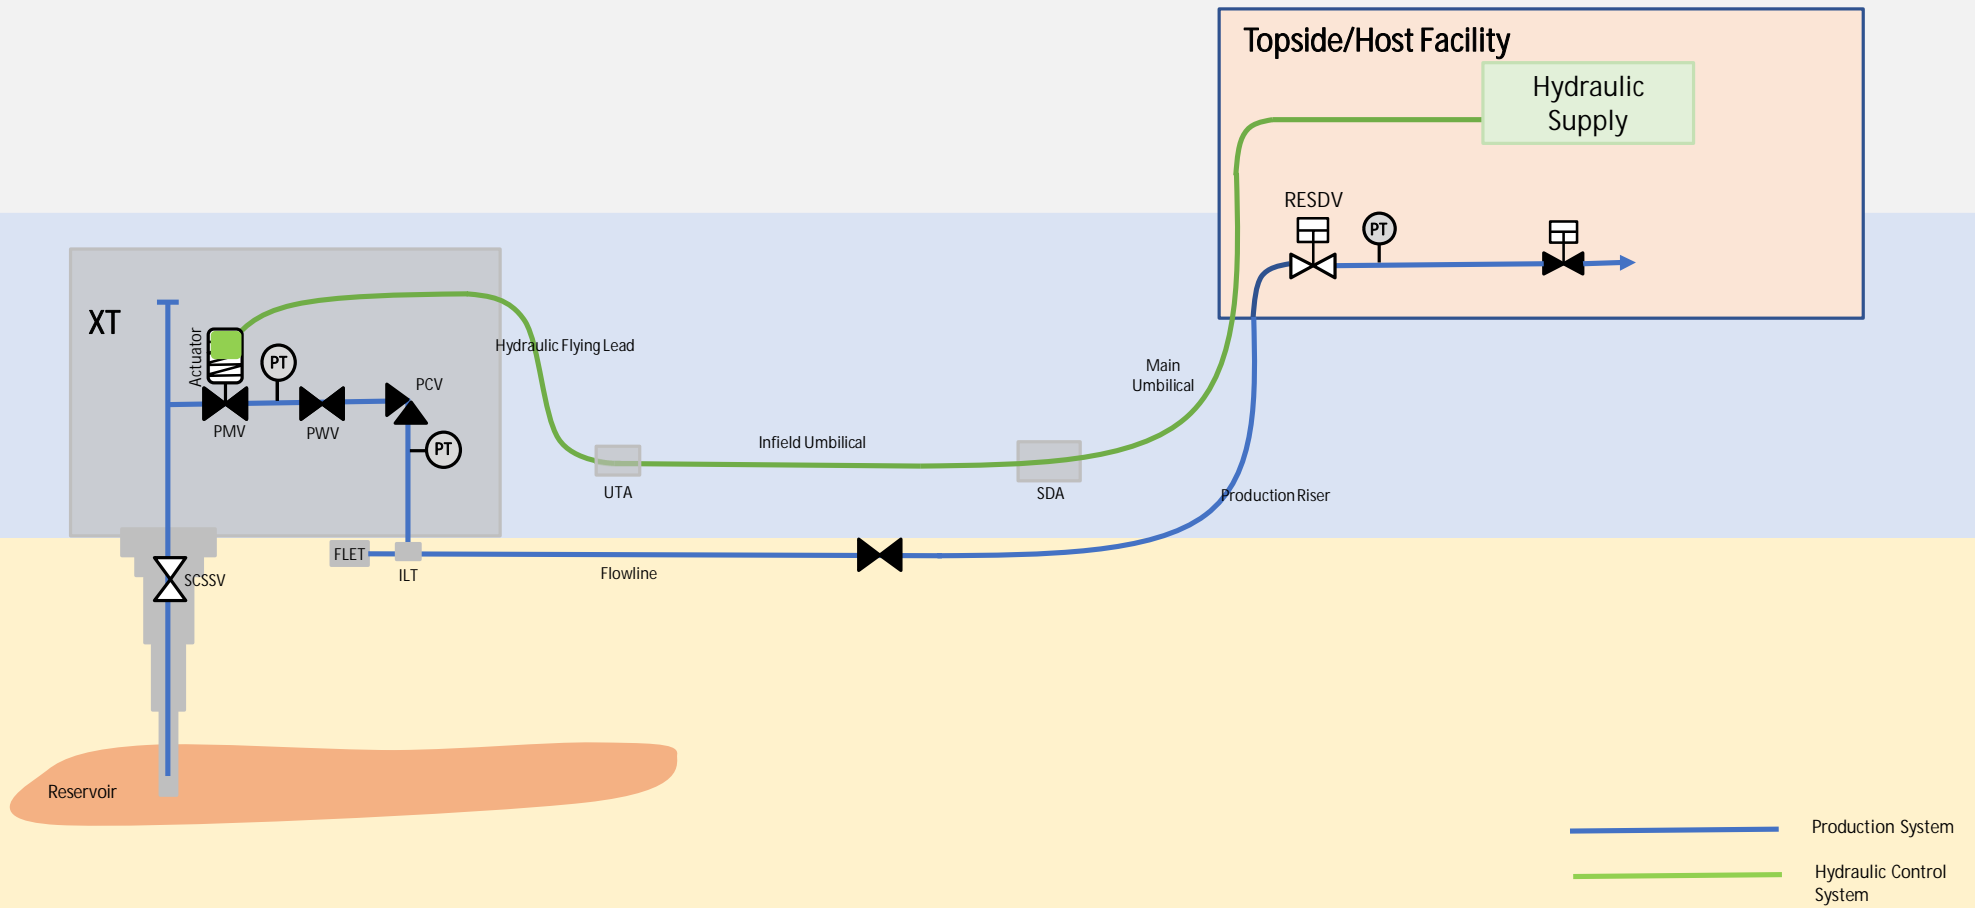 Topside/Host Facility
Hydraulic
Supply
RESDV
PT
XT
Actuator
PT
PCV
PMV
PWV
PT
Hydraulic Flying Lead
Main
Umbilical
Infield Umbilical
UTA
SDA
Production Riser
FLET
ILT
Flowline
SCSSV
Reservoir
Production System
Hydraulic Control
System